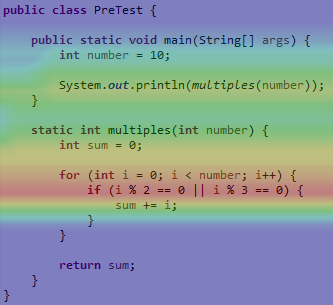 public class PreTest {
public static void main(String[] args) {
int number = 10;
System.out.println(multiples(number));
}
static int multiples(int number) {
int sum = 0;
for (int i = 0; i < number; i++) {
if (i % 2 == 0 || i % 3 == 0) {
sum += i;
}
}
return sum;
}
}